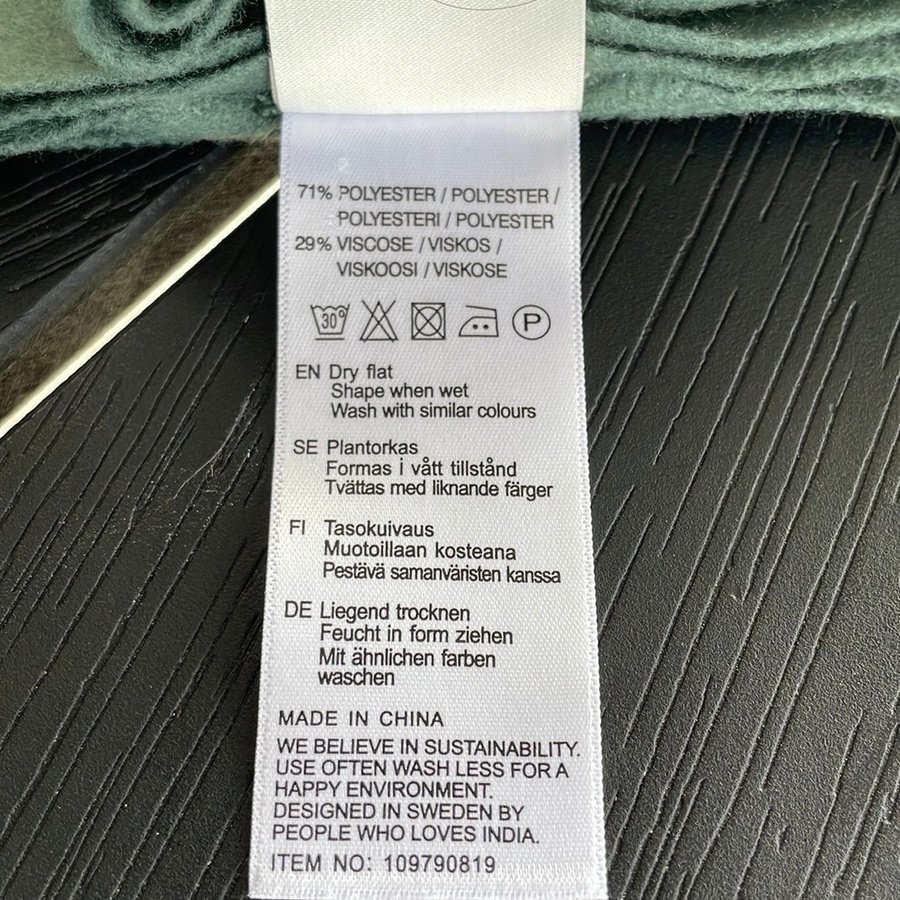 71% POLYESTER / POLYESTER /
POLYESTERI / POLYESTER
29% VISCOSE / VISKOS /
VISKOOSI / VISKOSE
30° P
EN Dry flat
Shape when wet
Wash with similar colours
SE Plantorkas
Formas i vått tillstånd
Tvättas med liknande färger
FI Tasokuivaus
Muotoillaan kosteana
Pestävä samanväristen kanssa
DE Liegend trocknen
Feucht in form ziehen
Mit ähnlichen farben
waschen
MADE IN CHINA
WE BELIEVE IN SUSTAINABILITY.
USE OFTEN WASH LESS FOR A
HAPPY ENVIRONMENT.
DESIGNED IN SWEDEN BY
PEOPLE WHO LOVES INDIA.
ITEM NO: 109790819